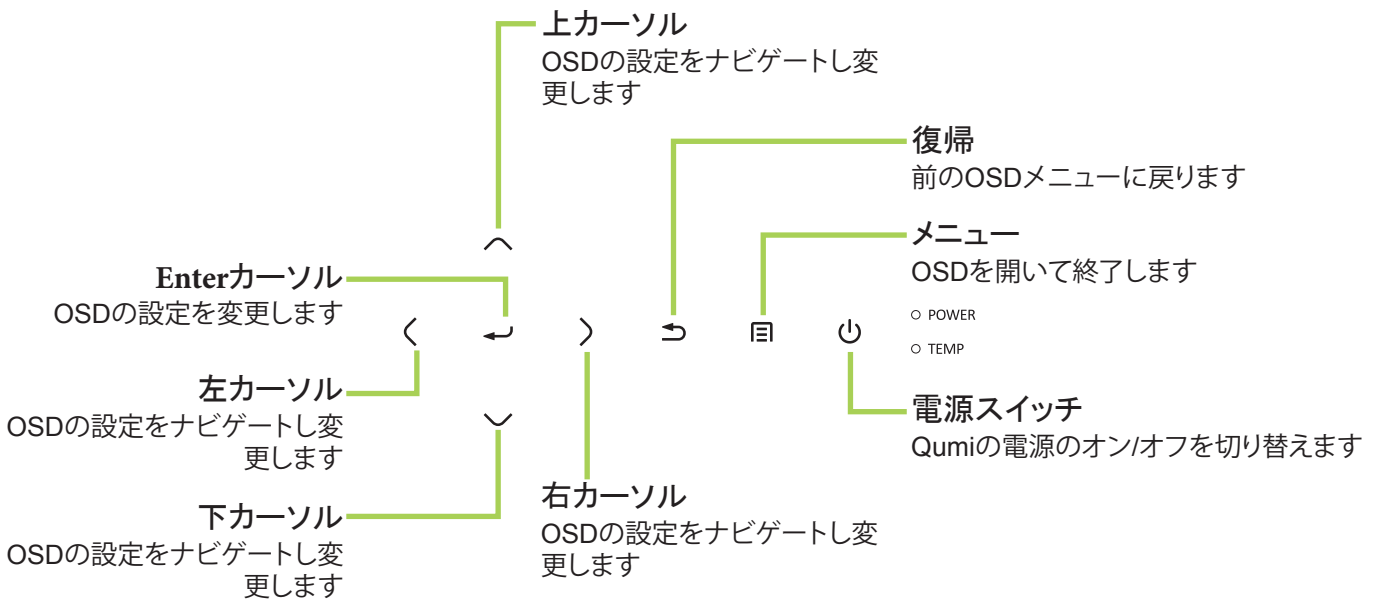 上カーソル
OSDの設定をナビゲートし変
更します
復帰
前のOSDメニューに戻ります
メニュー
OSDを開いて終了します
Enterカーソル
OSDの設定を変更します
POWER
TEMP
左カーソル
OSDの設定をナビゲートし変
更します
電源スイッチ
Qumiの電源のオン/オフを切り替えます
下カーソル
OSDの設定をナビゲートし変
更します
右カーソル
OSDの設定をナビゲートし変
更します